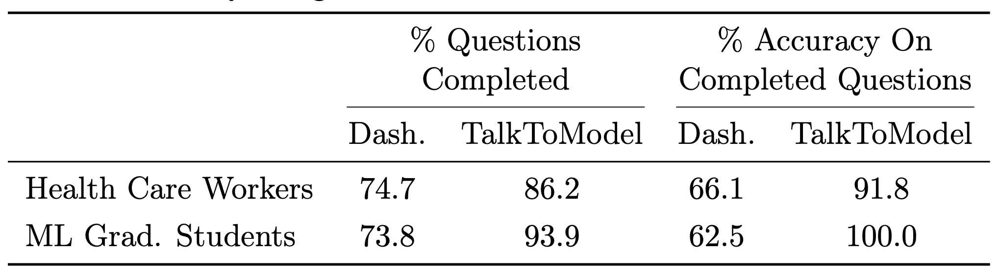 % Questions % Accuracy On
Completed Completed Questions
Dash. TalkToModel Dash. TalkToModel
Health Care Workers 74.7 86.2 66.1 91.8
ML Grad. Students 73.8 93.9 62.5 100.0